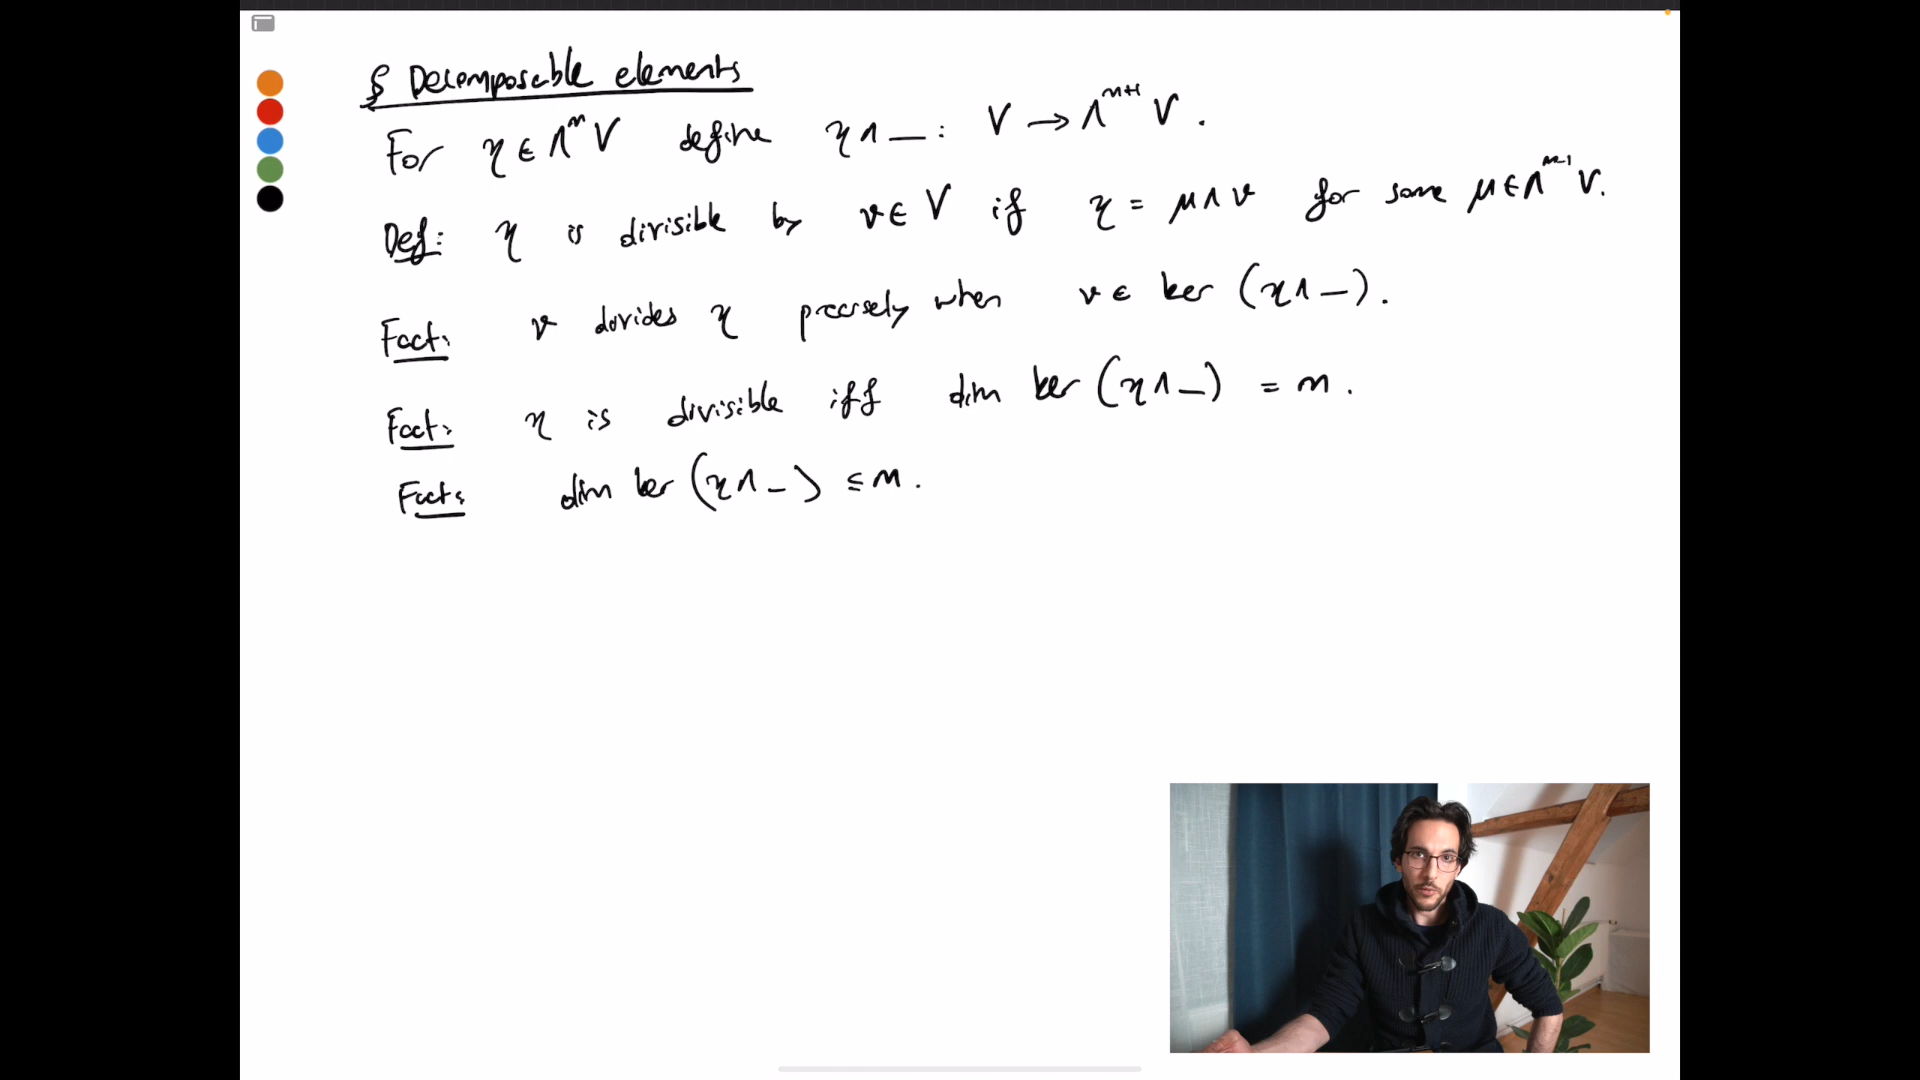 § Decomposable elements
For η ∈ Λ^m V define η ∧ _ : V → Λ^{m+1} V.
Def: η is divisible by v ∈ V if η = μ ∧ v for some μ ∈ Λ^{m-1} V.
Fact: v divides η precisely when v ∈ ker (η ∧ _).
Fact: η is divisible iff dim ker (η ∧ _) = m.
Fact: dim ker (η ∧ _) ≤ m.